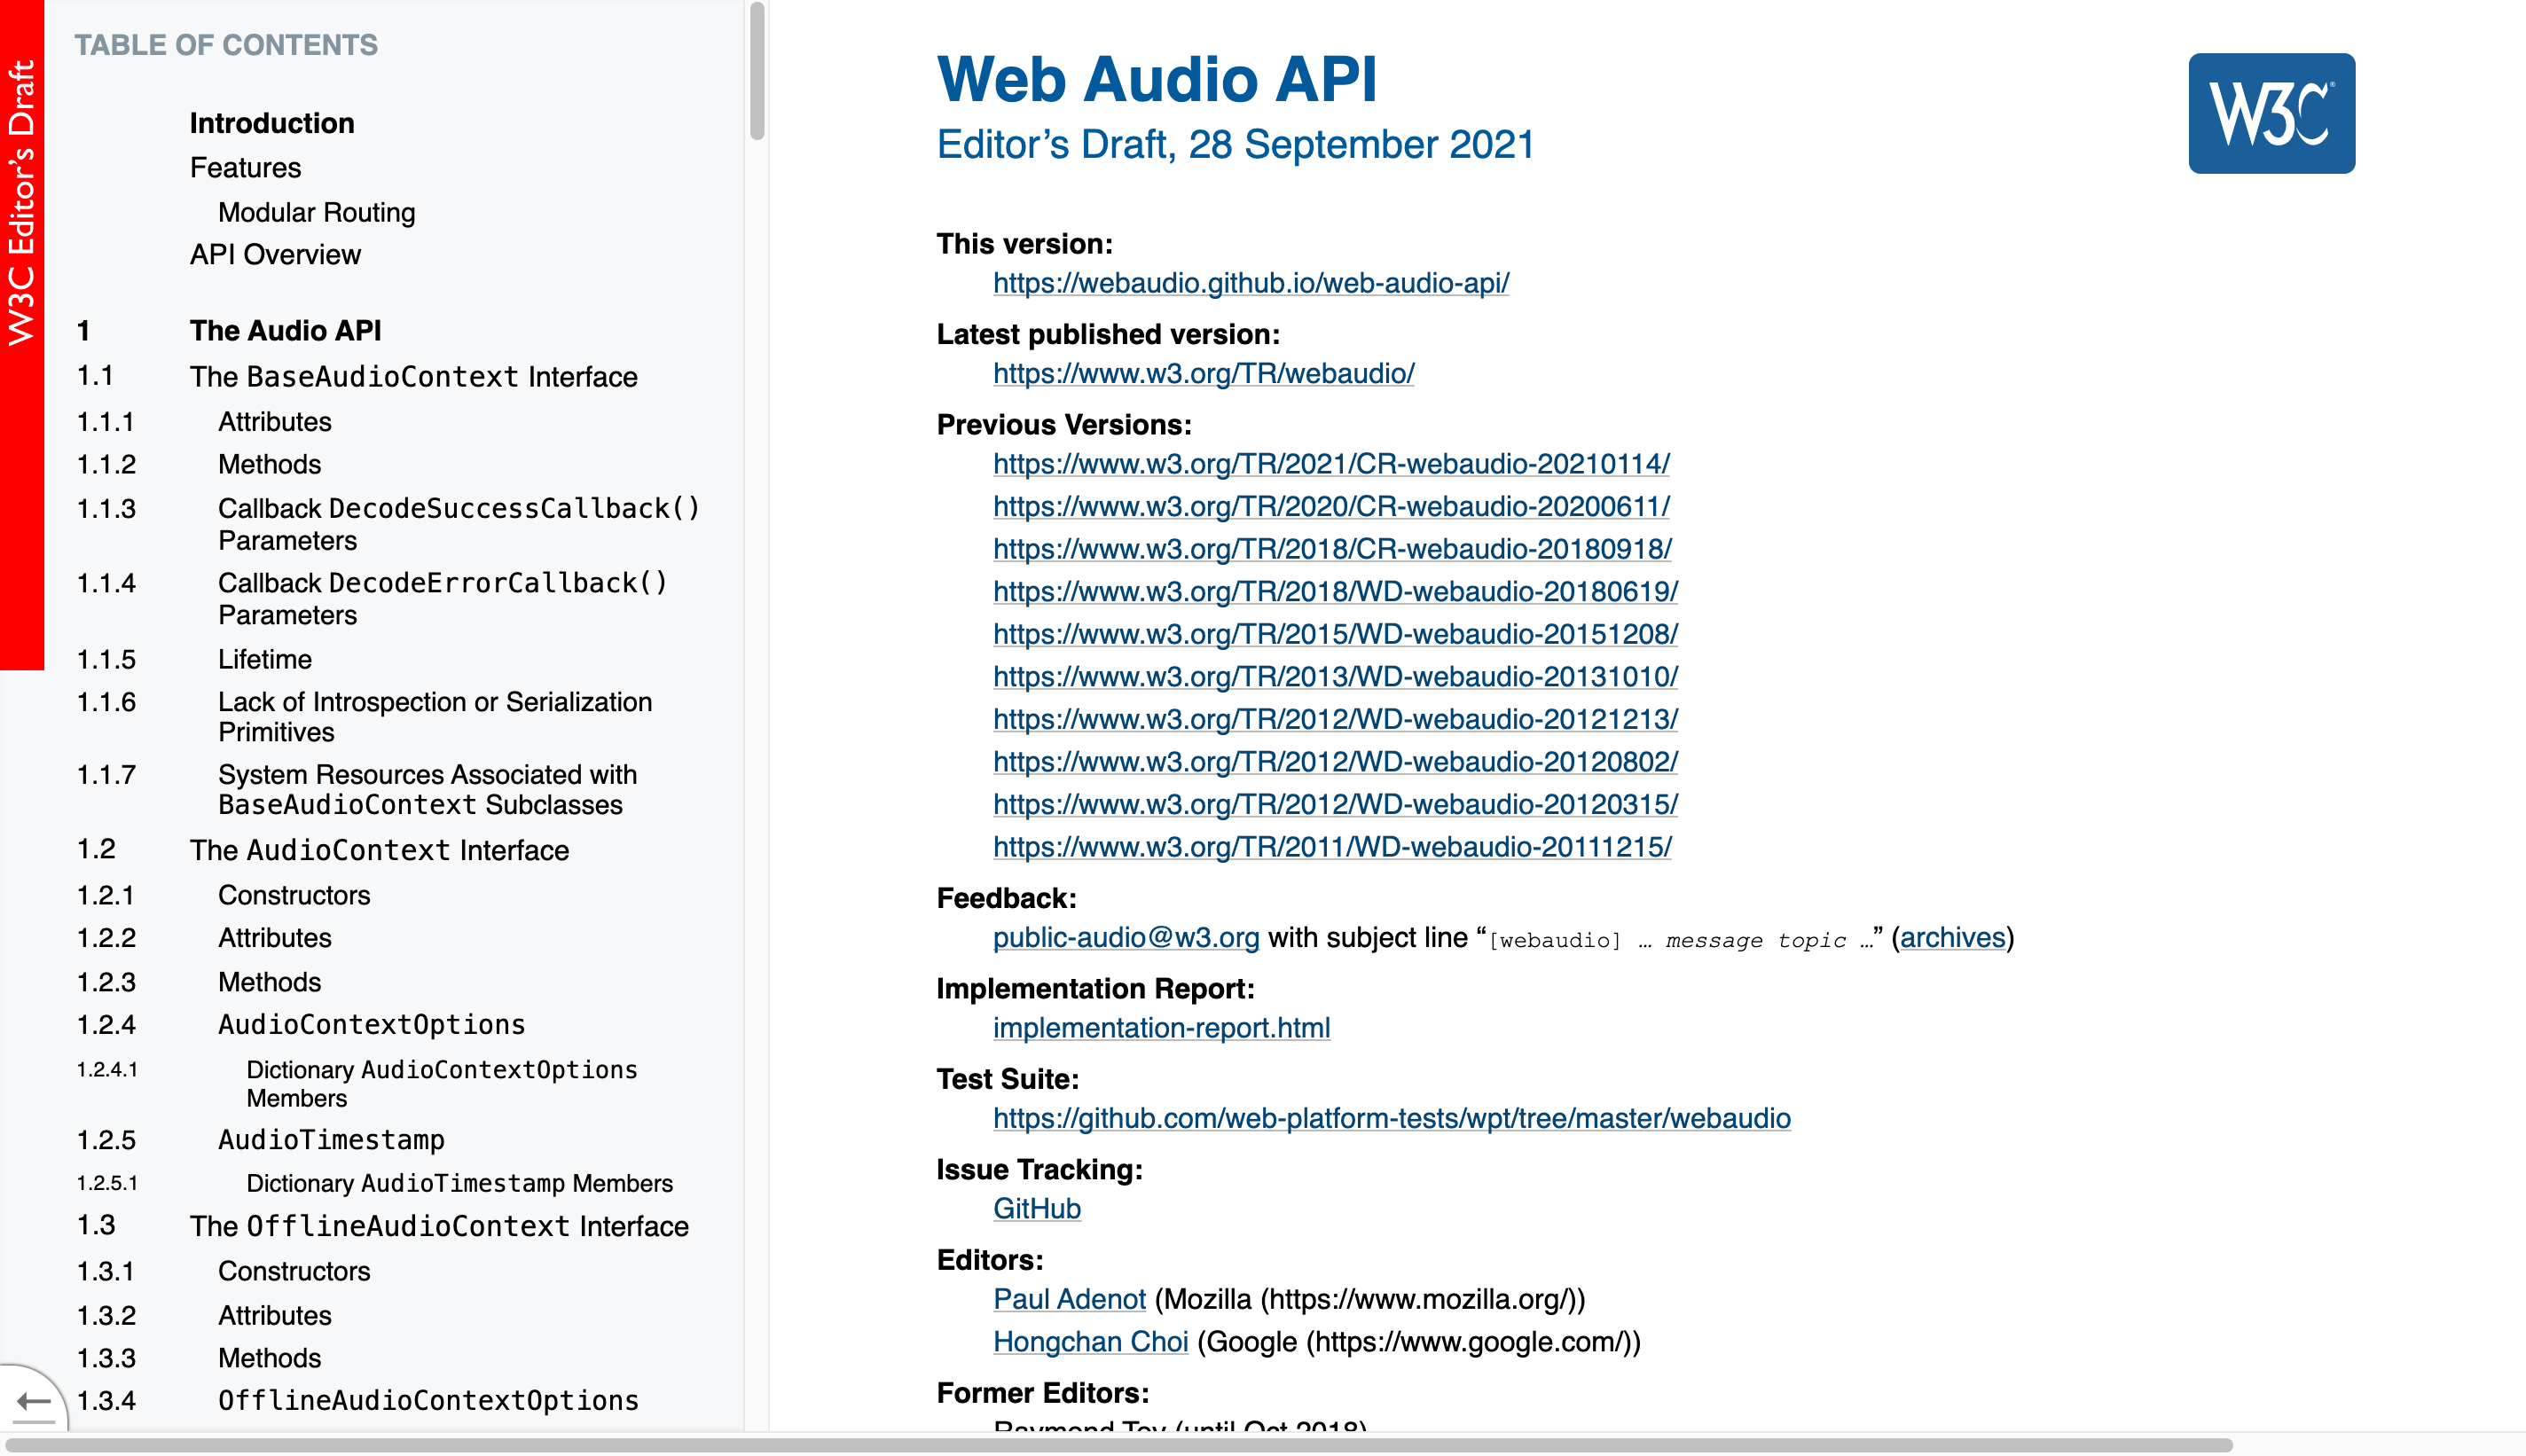 W3C Editor's Draft
TABLE OF CONTENTS
Introduction
Features
Modular Routing
API Overview
1 The Audio API
1.1 The BaseAudioContext Interface
1.1.1 Attributes
1.1.2 Methods
1.1.3 Callback DecodeSuccessCallback()
Parameters
1.1.4 Callback DecodeErrorCallback()
Parameters
1.1.5 Lifetime
1.1.6 Lack of Introspection or Serialization
Primitives
1.1.7 System Resources Associated with
BaseAudioContext Subclasses
1.2 The AudioContext Interface
1.2.1 Constructors
1.2.2 Attributes
1.2.3 Methods
1.2.4 AudioContextOptions
1.2.4.1 Dictionary AudioContextOptions
Members
1.2.5 AudioTimestamp
1.2.5.1 Dictionary AudioTimestamp Members
1.3 The OfflineAudioContext Interface
1.3.1 Constructors
1.3.2 Attributes
1.3.3 Methods
1.3.4 OfflineAudioContextOptions
Web Audio API
Editor’s Draft, 28 September 2021
W3C®
This version:
https://webaudio.github.io/web-audio-api/
Latest published version:
https://www.w3.org/TR/webaudio/
Previous Versions:
https://www.w3.org/TR/2021/CR-webaudio-20210114/
https://www.w3.org/TR/2020/CR-webaudio-20200611/
https://www.w3.org/TR/2018/CR-webaudio-20180918/
https://www.w3.org/TR/2018/WD-webaudio-20180619/
https://www.w3.org/TR/2015/WD-webaudio-20151208/
https://www.w3.org/TR/2013/WD-webaudio-20131010/
https://www.w3.org/TR/2012/WD-webaudio-20121213/
https://www.w3.org/TR/2012/WD-webaudio-20120802/
https://www.w3.org/TR/2012/WD-webaudio-20120315/
https://www.w3.org/TR/2011/WD-webaudio-20111215/
Feedback:
public-audio@w3.org with subject line “[webaudio] … message topic …” (archives)
Implementation Report:
implementation-report.html
Test Suite:
https://github.com/web-platform-tests/wpt/tree/master/webaudio
Issue Tracking:
GitHub
Editors:
Paul Adenot (Mozilla (https://www.mozilla.org/))
Hongchan Choi (Google (https://www.google.com/))
Former Editors:
Raymond Toy (until Oct 2018)